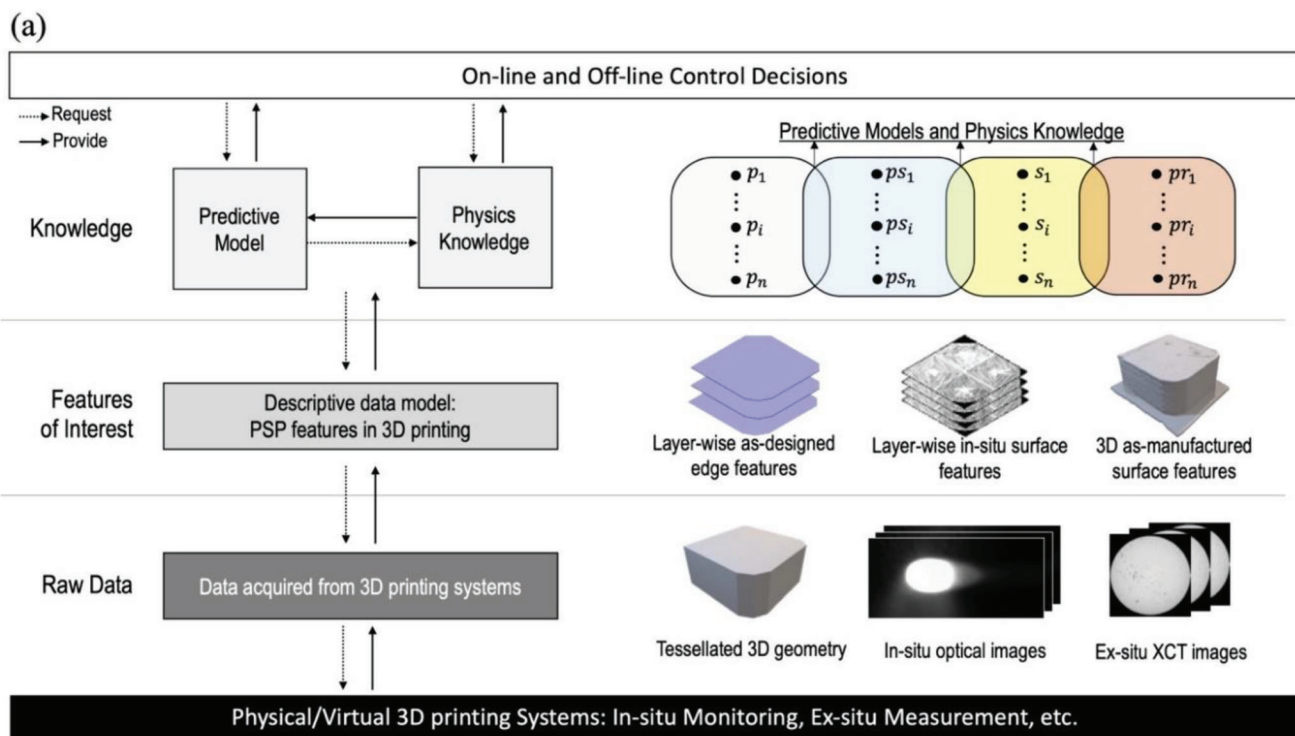 (a)
On-line and Off-line Control Decisions
Request
Provide
Knowledge
Predictive
Model
Physics
Knowledge
Predictive Models and Physics Knowledge
p₁ ps₁ s₁ pr₁
pᵢ psᵢ sᵢ prᵢ
pₙ psₙ sₙ prₙ
Features
of Interest
Descriptive data model:
PSP features in 3D printing
Layer-wise as-designed
edge features
Layer-wise in-situ surface
features
3D as-manufactured
surface features
Raw Data
Data acquired from 3D printing systems
Tessellated 3D geometry
In-situ optical images
Ex-situ XCT images
Physical/Virtual 3D printing Systems: In-situ Monitoring, Ex-situ Measurement, etc.